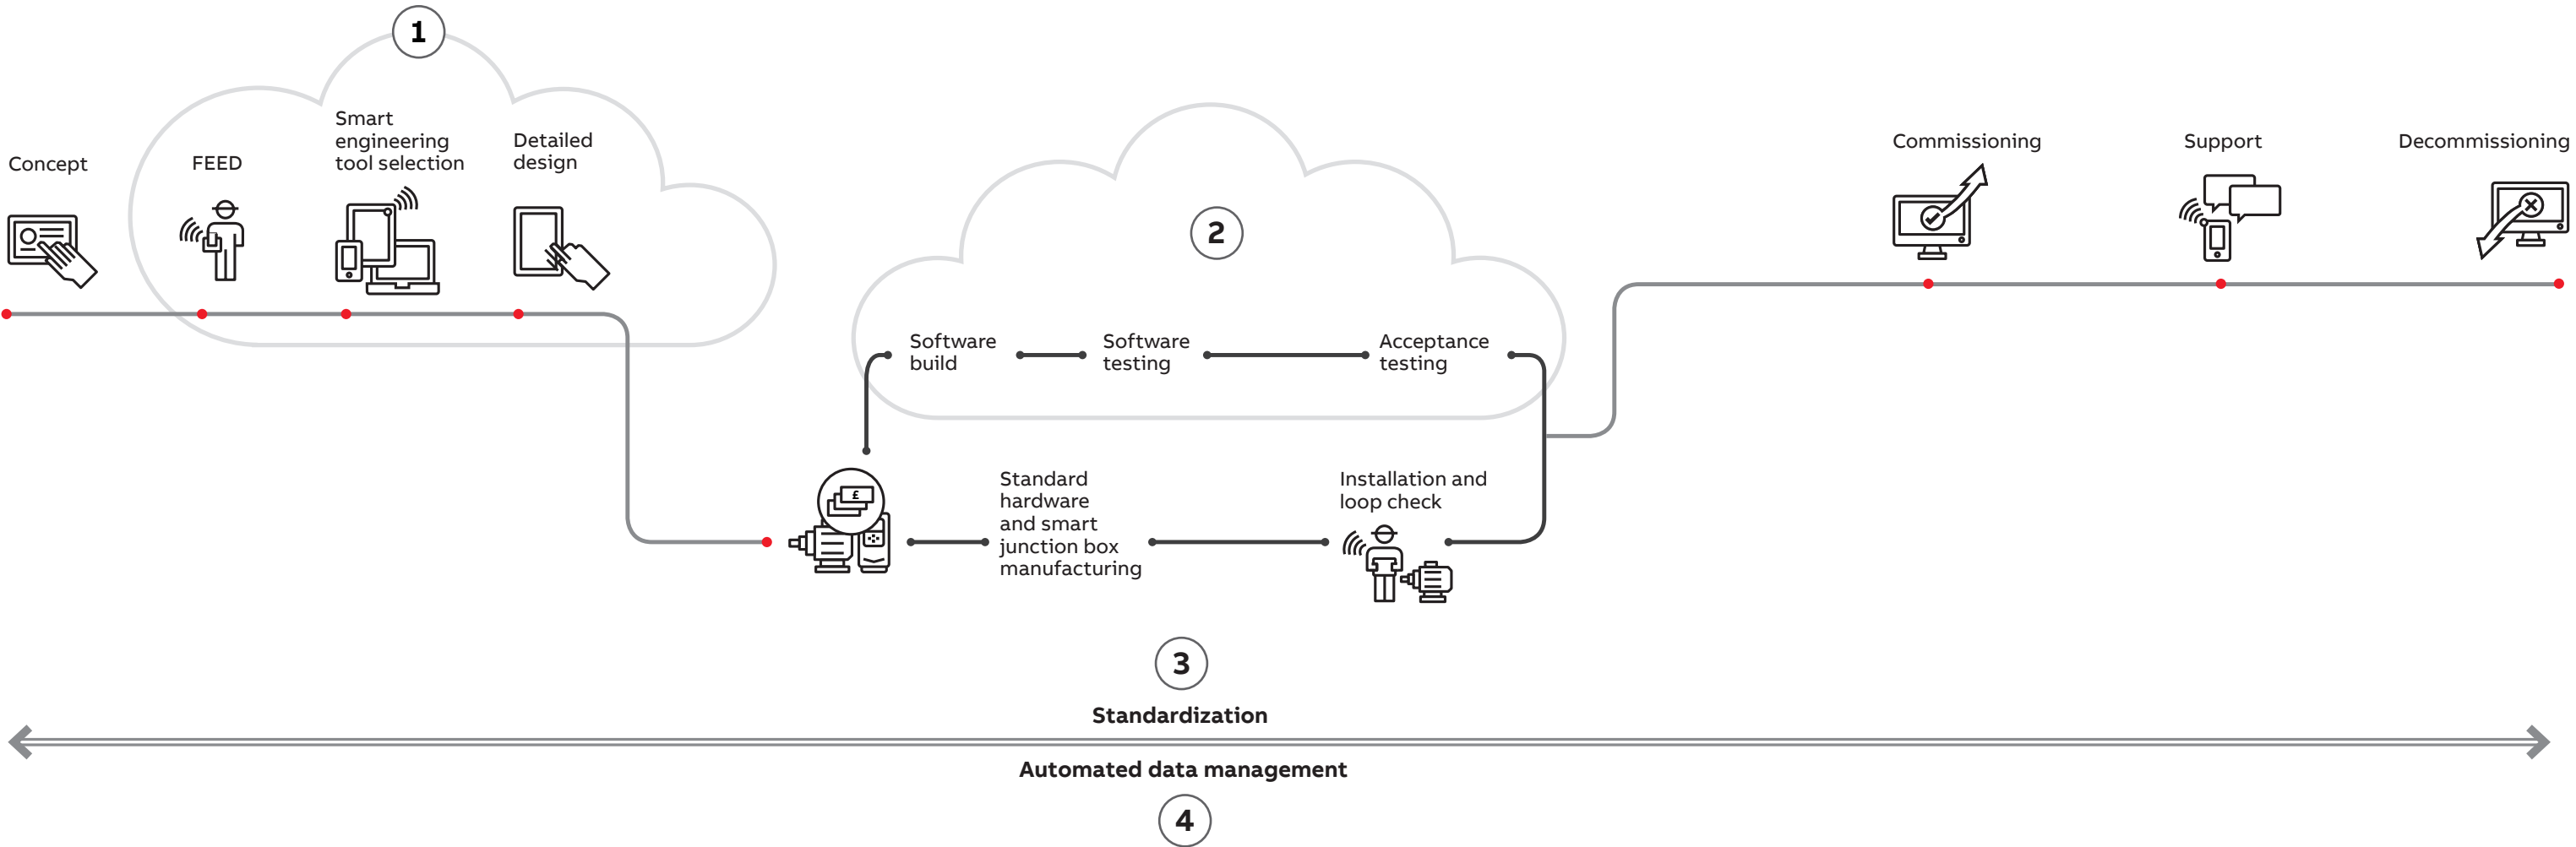 1
Concept
FEED
Smart
engineering
tool selection
Detailed
design
2
Software
build
Software
testing
Acceptance
testing
£
Standard
hardware
and smart
junction box
manufacturing
Installation and
loop check
Commissioning
Support
Decommissioning
3
Standardization
Automated data management
4